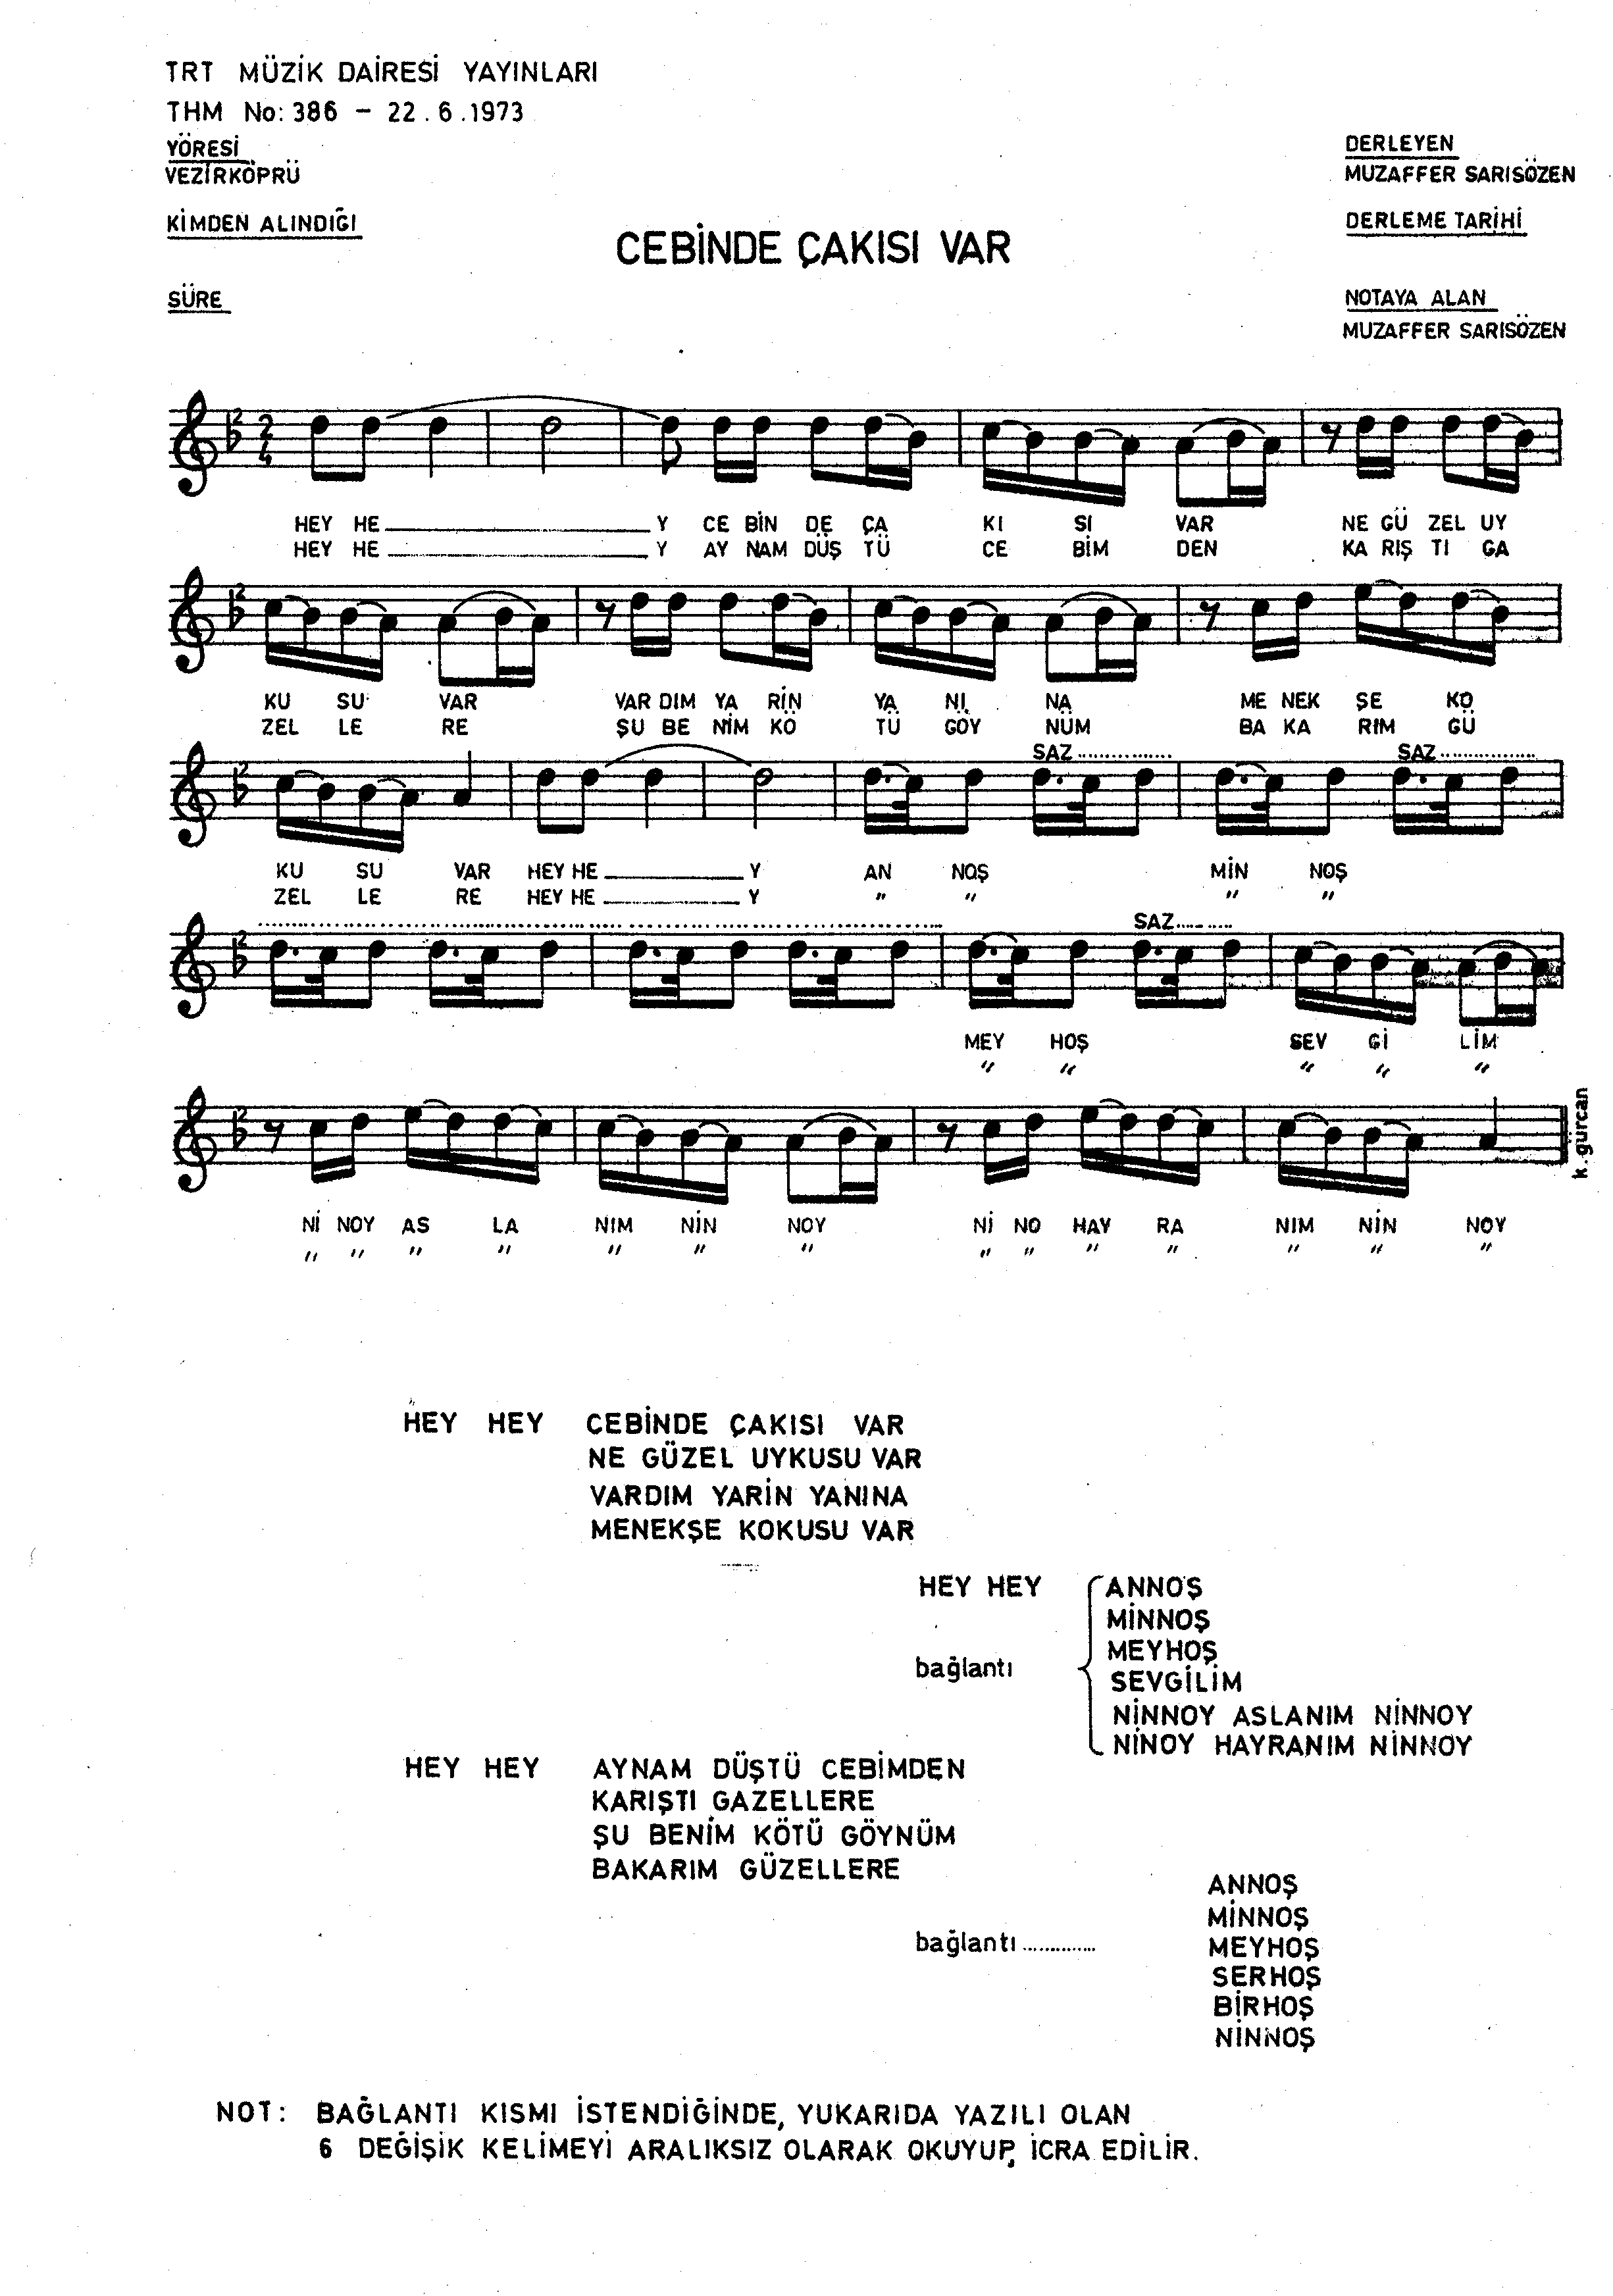 TRT MÜZİK DAİRESİ YAYINLARI
THM No: 386 – 22.6.1973
YÖRESİ
VEZİRKÖPRÜ
KİMDEN ALINDIĞI
SÜRE
DERLEYEN
MUZAFFER SARISÖZEN
DERLEME TARİHİ
NOTAYA ALAN
MUZAFFER SARISÖZEN
CEBİNDE ÇAKISI VAR
HEY HE Y CE BİN DE ÇA KI SI VAR NE GÜ ZEL UY
HEY HE Y AY NAM DÜŞ TÜ CE BİM DEN KA RIŞ TI GA
KU SU VAR VAR DIM YA RİN YA NI NA ME NEK ŞE KO
ZEL LE RE ŞU BE NİM KÖ TÜ GÖY NÜM BA KA RIM GÜ
SAZ SAZ
KU SU VAR HEY HE Y AN NOŞ MİN NOŞ
ZEL LE RE HEY HE Y " " " "
SAZ
MEY HOŞ SEV Gİ LİM
" " " " "
k.gürcan
Nİ NOY AS LA NIM NİN NOY Nİ NO HAY RA NIM NİN NOY
" " " " " " " " " " " " " "
HEY HEY CEBİNDE ÇAKISI VAR
NE GÜZEL UYKUSU VAR
VARDIM YARİN YANINA
MENEKŞE KOKUSU VAR
HEY HEY ANNOŞ
MİNNOŞ
MEYHOŞ
bağlantı
SEVGİLİM
NİNNOY ASLANIM NİNNOY
NİNOY HAYRANIM NİNNOY
HEY HEY AYNAM DÜŞTÜ CEBİMDEN
KARIŞTI GAZELLERE
ŞU BENİM KÖTÜ GÖYNÜM
BAKARIM GÜZELLERE
ANNOŞ
MİNNOŞ
bağlantı.............. MEYHOŞ
SERHOŞ
BİRHOŞ
NİNNOŞ
NOT: BAĞLANTI KISMI İSTENDİĞİNDE, YUKARIDA YAZILI OLAN
6 DEĞİŞİK KELİMEYİ ARALIKSIZ OLARAK OKUYUP, İCRA EDİLİR.